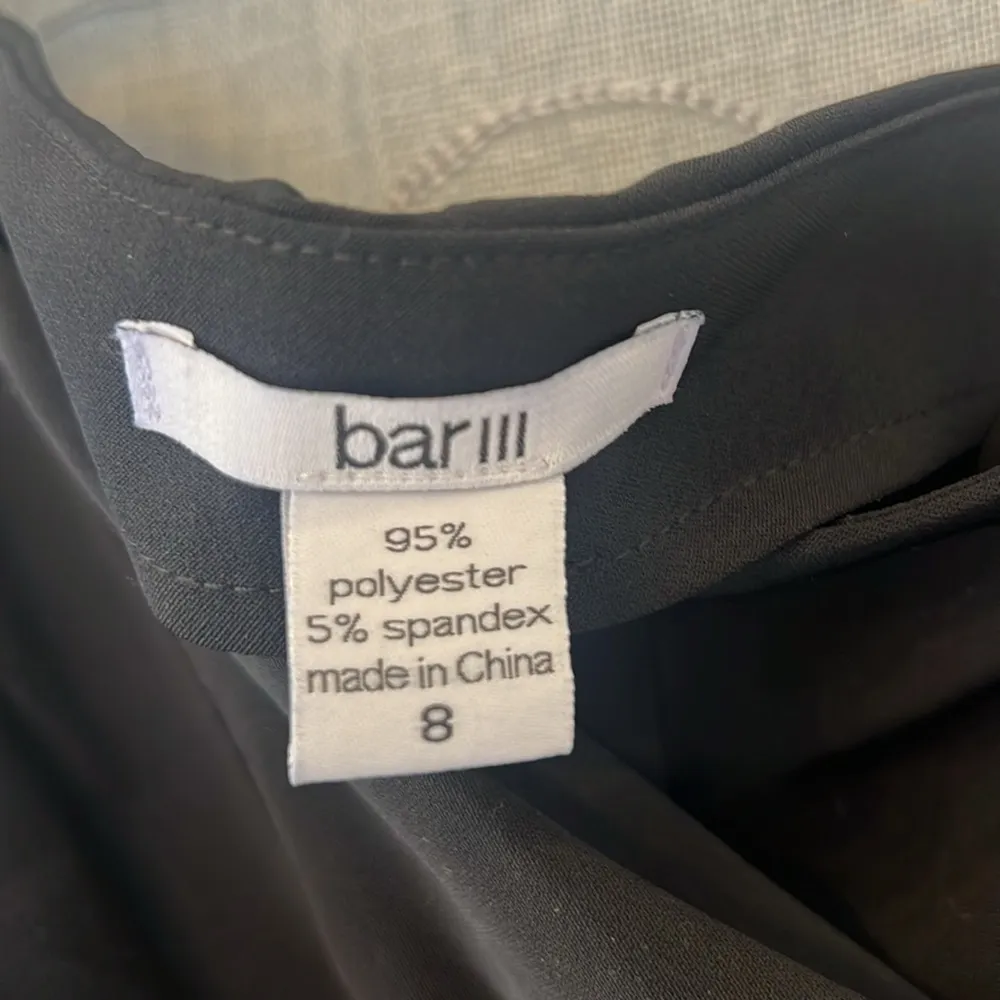 bar III
95%
polyester
5% spandex
made in China
8